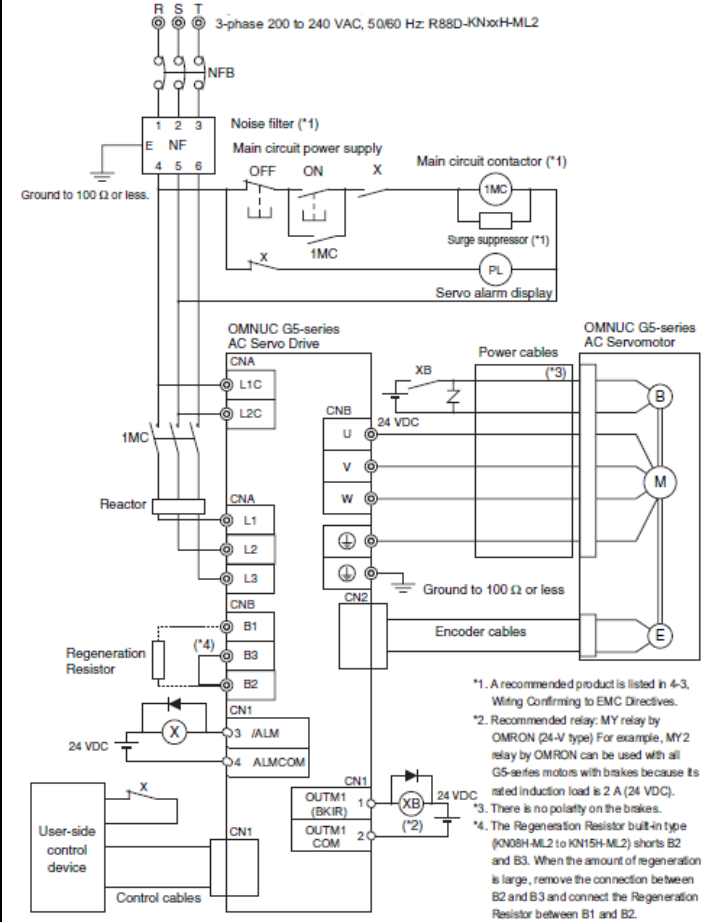 R S T
3-phase 200 to 240 VAC, 50/60 Hz: R88D-KNxxH-ML2
NFB
1 2 3
Noise filter (*1)
E NF
4 5 6
Main circuit power supply
OFF ON X
Main circuit contactor (*1)
1MC
Ground to 100 Ω or less.
Surge suppressor (*1)
1MC
X
PL
Servo alarm display
OMNUC G5-series
AC Servo Drive
OMNUC G5-series
AC Servomotor
Power cables
CNA
L1C
L2C
XB
(*3)
B
24 VDC
CNB
U
V
W
M
1MC
Reactor
CNA
L1
L2
L3
Ground to 100 Ω or less
CNB
B1
B3
B2
(*4)
Regeneration
Resistor
CN2
Encoder cables
E
CN1
X
3 /ALM
4 ALMCOM
24 VDC
X
User-side
control
device
CN1
Control cables
CN1
OUTM1
(BKIR)
1
XB
(*2)
24 VDC
OUTM1
COM
2
*1. A recommended product is listed in 4-3,
Wiring Confirming to EMC Directives.
*2. Recommended relay: MY relay by
OMRON (24-V type) For example, MY2
relay by OMRON can be used with all
G5-series motors with brakes because its
rated induction load is 2 A (24 VDC).
*3. There is no polarity on the brakes.
*4. The Regeneration Resistor built-in type
(KN08H-ML2 to KN15H-ML2) shorts B2
and B3. When the amount of regeneration
is large, remove the connection between
B2 and B3 and connect the Regeneration
Resistor between B1 and B2.